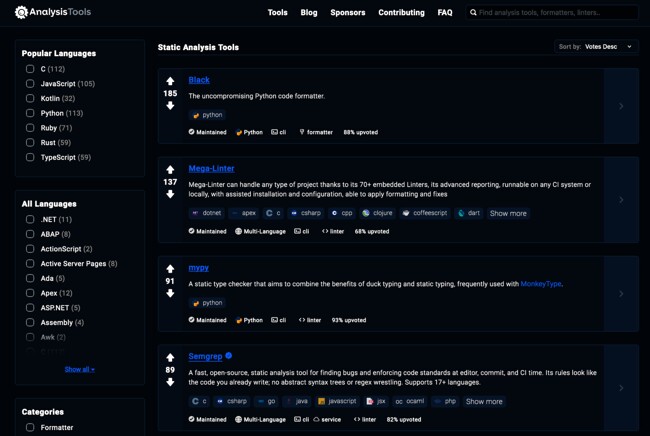 AnalysisTools
Tools Blog Sponsors Contributing FAQ
Find analysis tools, formatters, linters..
Popular Languages
C (112)
JavaScript (105)
Kotlin (32)
Python (113)
Ruby (71)
Rust (59)
TypeScript (59)
All Languages
.NET (11)
ABAP (8)
ActionScript (2)
Active Server Pages (8)
Ada (5)
Apex (12)
ASP.NET (5)
Assembly (4)
Awk (2)
Show all +
Categories
Formatter
Static Analysis Tools
Sort by: Votes Desc
185
Black
The uncompromising Python code formatter.
python
Maintained Python cli formatter 88% upvoted
137
Mega-Linter
Mega-Linter can handle any type of project thanks to its 70+ embedded Linters, its advanced reporting, runnable on any CI system or
locally, with assisted installation and configuration, able to apply formatting and fixes
dotnet apex c csharp cpp clojure coffeescript dart Show more
Maintained Multi-Language cli linter 68% upvoted
91
mypy
A static type checker that aims to combine the benefits of duck typing and static typing, frequently used with MonkeyType.
python
Maintained Python cli linter 93% upvoted
89
Semgrep
A fast, open-source, static analysis tool for finding bugs and enforcing code standards at editor, commit, and CI time. Its rules look like
the code you already write; no abstract syntax trees or regex wrestling. Supports 17+ languages.
c csharp go java javascript jsx ocaml php Show more
Maintained Multi-Language cli service linter 82% upvoted